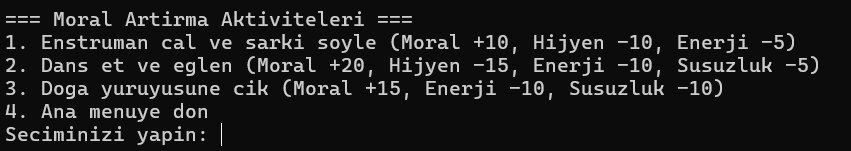 === Moral Artirma Aktiviteleri ===
1. Enstruman cal ve sarki soyle (Moral +10, Hijyen -10, Enerji -5)
2. Dans et ve eglen (Moral +20, Hijyen -15, Enerji -10, Susuzluk -5)
3. Doga yuruyusune cik (Moral +15, Enerji -10, Susuzluk -10)
4. Ana menuye don
Seciminizi yapin: